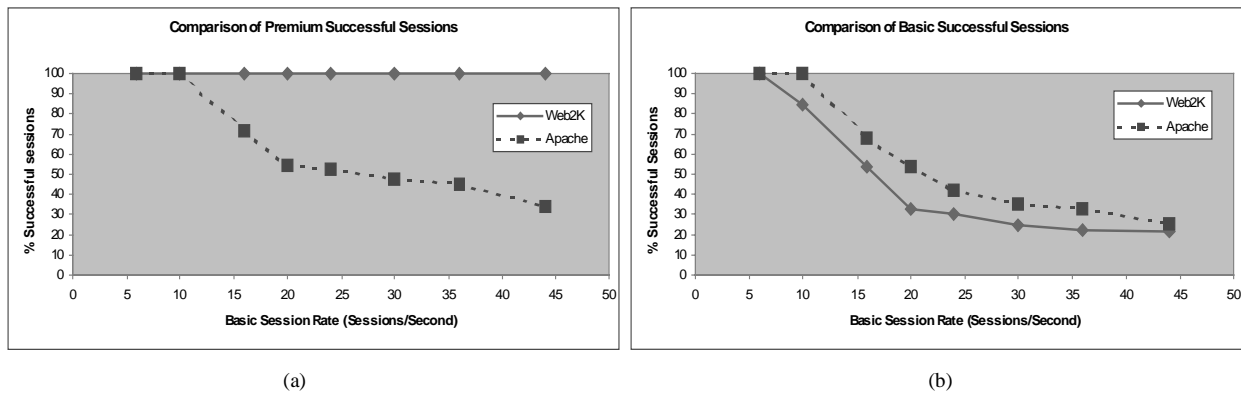 Comparison of Premium Successful Sessions
% Successful sessions
100
90
80
70
60
50
40
30
20
10
0
0 5 10 15 20 25 30 35 40 45 50
Basic Session Rate (Sessions/Second)
Web2K
Apache
(a)
Comparison of Basic Successful Sessions
% Successful Sessions
100
90
80
70
60
50
40
30
20
10
0
0 5 10 15 20 25 30 35 40 45 50
Basic Session Rate (Sessions/Second)
Web2K
Apache
(b)